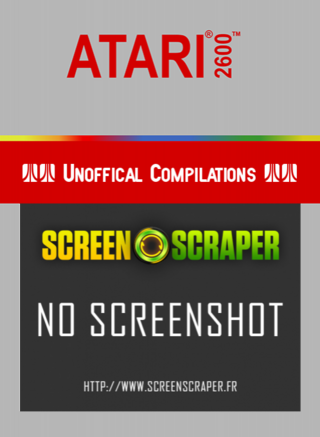 ATARI® 2600™
UNOFFICAL COMPILATIONS
SCREEN SCRAPER
NO SCREENSHOT
HTTP://WWW.SCREENSCRAPER.FR